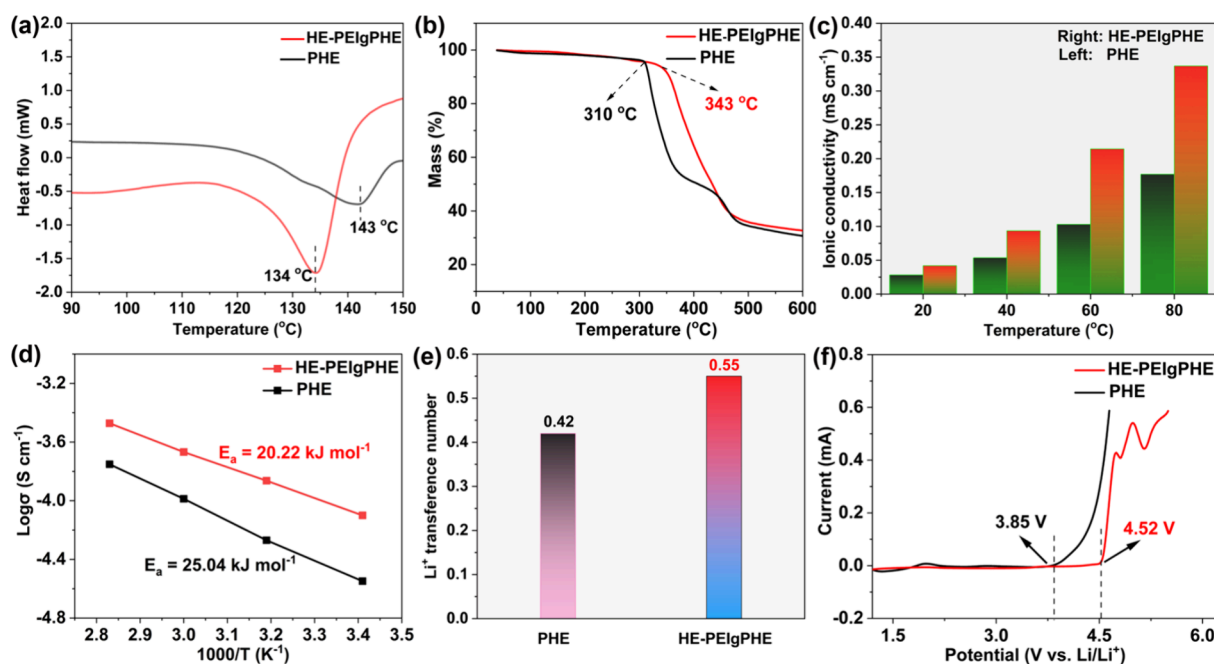 (a)
HE-PEIgPHE
PHE
2.0
1.5
1.0
0.5
0.0
-0.5
-1.0
-1.5
-2.0
Heat flow (mW)
143 °C
134 °C
90 100 110 120 130 140 150
Temperature (°C)
(b)
HE-PEIgPHE
PHE
100
80
60
40
20
Mass (%)
310 °C
343 °C
0 100 200 300 400 500 600
Temperature (°C)
(c)
Right: HE-PEIgPHE
Left: PHE
0.40
0.35
0.30
0.25
0.20
0.15
0.10
0.05
0.00
Ionic conductivity (mS cm⁻¹)
20 40 60 80
Temperature (°C)
(d)
HE-PEIgPHE
PHE
-3.2
-3.6
-4.0
-4.4
-4.8
Logσ (S cm⁻¹)
Eₐ = 20.22 kJ mol⁻¹
Eₐ = 25.04 kJ mol⁻¹
2.8 2.9 3.0 3.1 3.2 3.3 3.4 3.5
1000/T (K⁻¹)
(e)
0.6
0.5
0.4
0.3
0.2
0.1
0.0
Li⁺ transference number
0.42
0.55
PHE HE-PEIgPHE
(f)
HE-PEIgPHE
PHE
0.8
0.6
0.4
0.2
0.0
-0.2
Current (mA)
3.85 V
4.52 V
1.5 3.0 4.5 6.0
Potential (V vs. Li/Li⁺)